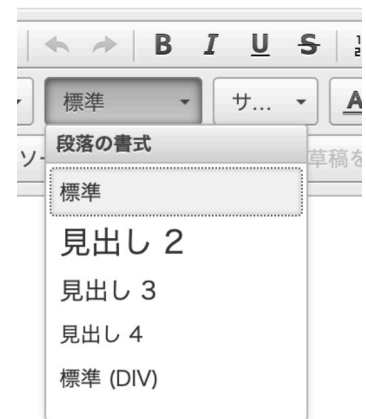 B I U S
標準 サ... A
段落の書式
ソ 草稿を
標準
見出し 2
見出し 3
見出し 4
標準 (DIV)